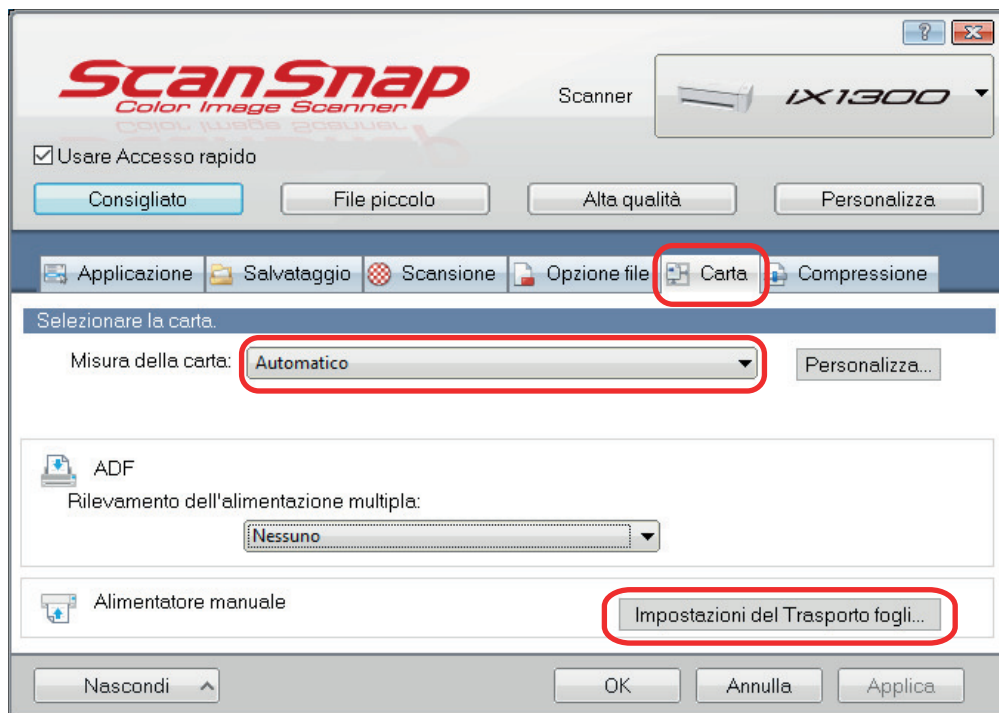 ScanSnap
Color Image Scanner
Scanner
iX1300
Usare Accesso rapido
Consigliato
File piccolo
Alta qualità
Personalizza
Applicazione
Salvataggio
Scansione
Opzione file
Carta
Compressione
Selezionare la carta.
Misura della carta:
Automatico
Personalizza...
ADF
Rilevamento dell'alimentazione multipla:
Nessuno
Alimentatore manuale
Impostazioni del Trasporto fogli...
Nascondi
OK
Annulla
Applica